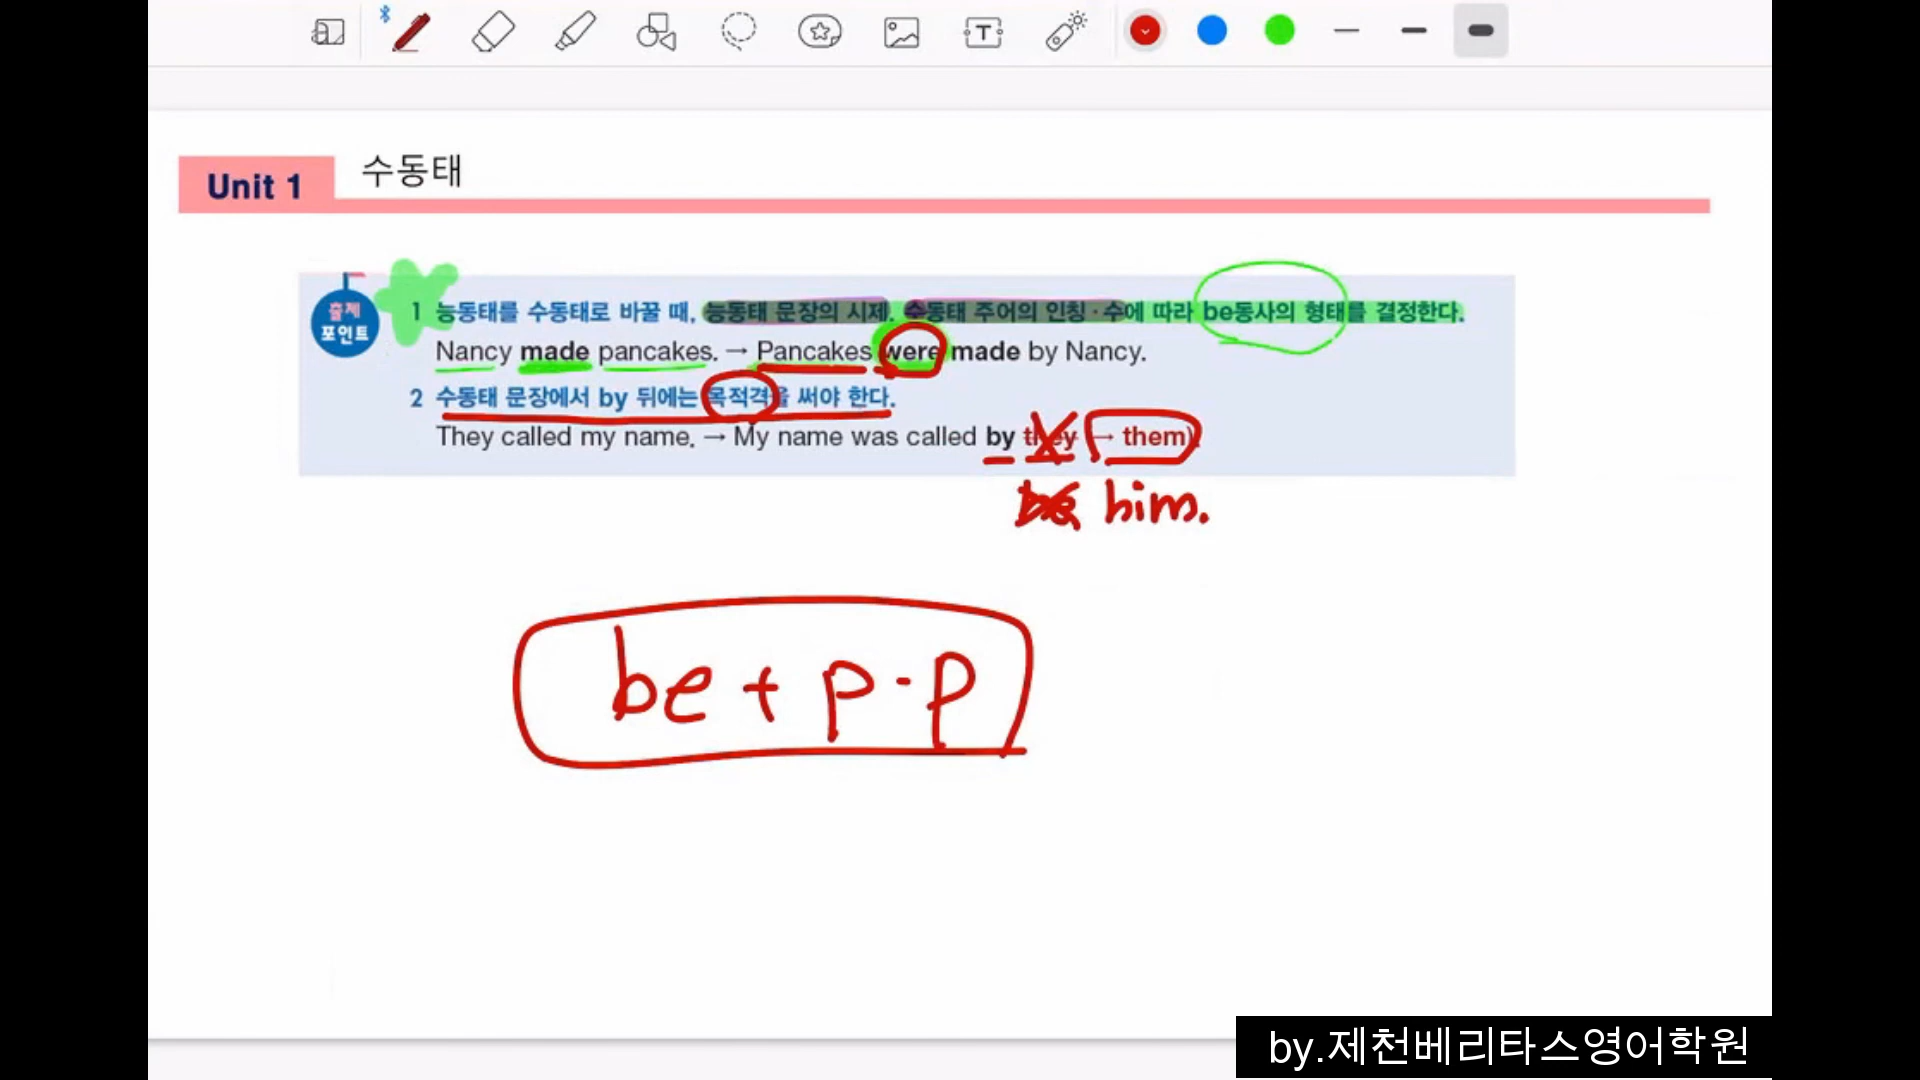 Unit 1 수동태
출제
포인트
1 능동태를 수동태로 바꿀 때, 능동태 문장의 시제, 수동태 주어의 인칭·수에 따라 be동사의 형태를 결정한다.
Nancy made pancakes. → Pancakes were made by Nancy.
2 수동태 문장에서 by 뒤에는 목적격을 써야 한다.
They called my name. → My name was called by they (→ them).
him.
be + p·p
by.제천베리타스영어학원